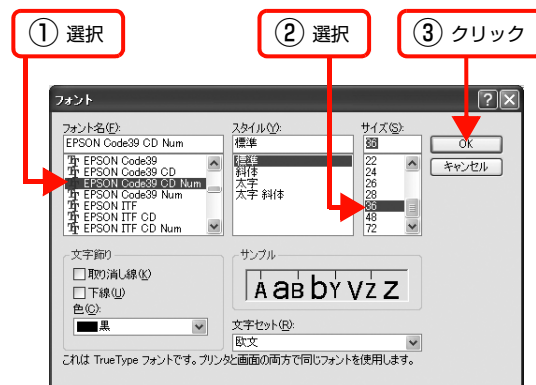 ① 選択
② 選択
③ クリック
フォント
フォント名(F):
スタイル(Y):
サイズ(S):
EPSON Code39 CD Num
標準
36
OK
キャンセル
EPSON Code39
EPSON Code39 CD
EPSON Code39 CD Num
EPSON Code39 Num
EPSON ITF
EPSON ITF CD
EPSON ITF CD Num
標準
斜体
太字
太字 斜体
22
24
26
28
36
48
72
文字飾り
取り消し線(K)
下線(U)
色(C):
黒
サンプル
AaBbYyZz
文字セット(R):
欧文
これは TrueType フォントです。プリンタと画面の両方で同じフォントを使用します。